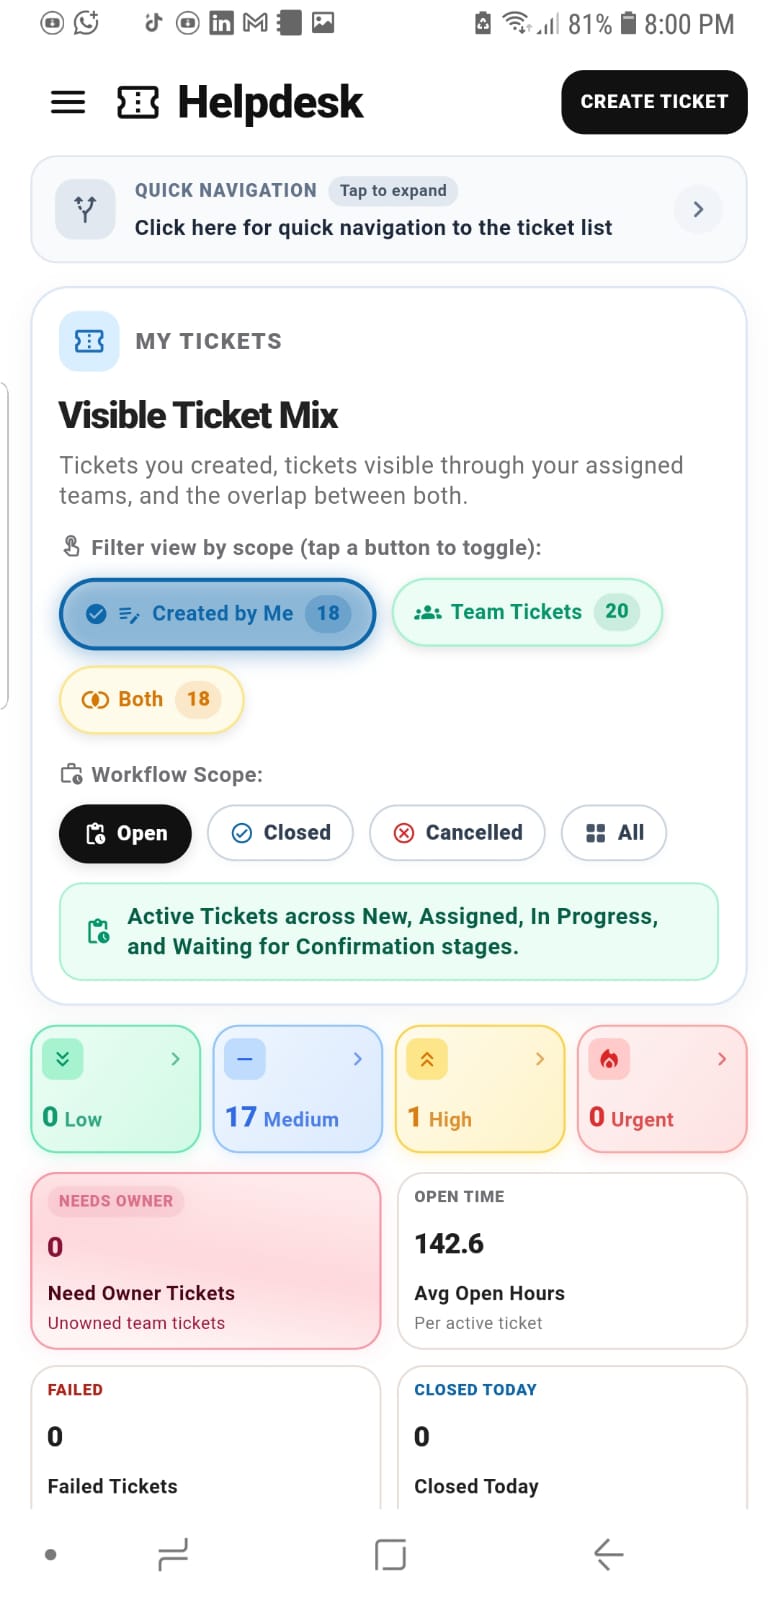 81% 8:00 PM
Helpdesk
CREATE TICKET
QUICK NAVIGATION Tap to expand
Click here for quick navigation to the ticket list
MY TICKETS
Visible Ticket Mix
Tickets you created, tickets visible through your assigned
teams, and the overlap between both.
Filter view by scope (tap a button to toggle):
Created by Me 18
Team Tickets 20
Both 18
Workflow Scope:
Open
Closed
Cancelled
All
Active Tickets across New, Assigned, In Progress,
and Waiting for Confirmation stages.
0 Low
17 Medium
1 High
0 Urgent
NEEDS OWNER
0
Need Owner Tickets
Unowned team tickets
OPEN TIME
142.6
Avg Open Hours
Per active ticket
FAILED
0
Failed Tickets
CLOSED TODAY
0
Closed Today